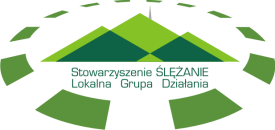 Stowarzyszenie ŚLĘŻANIE
Lokalna Grupa Działania